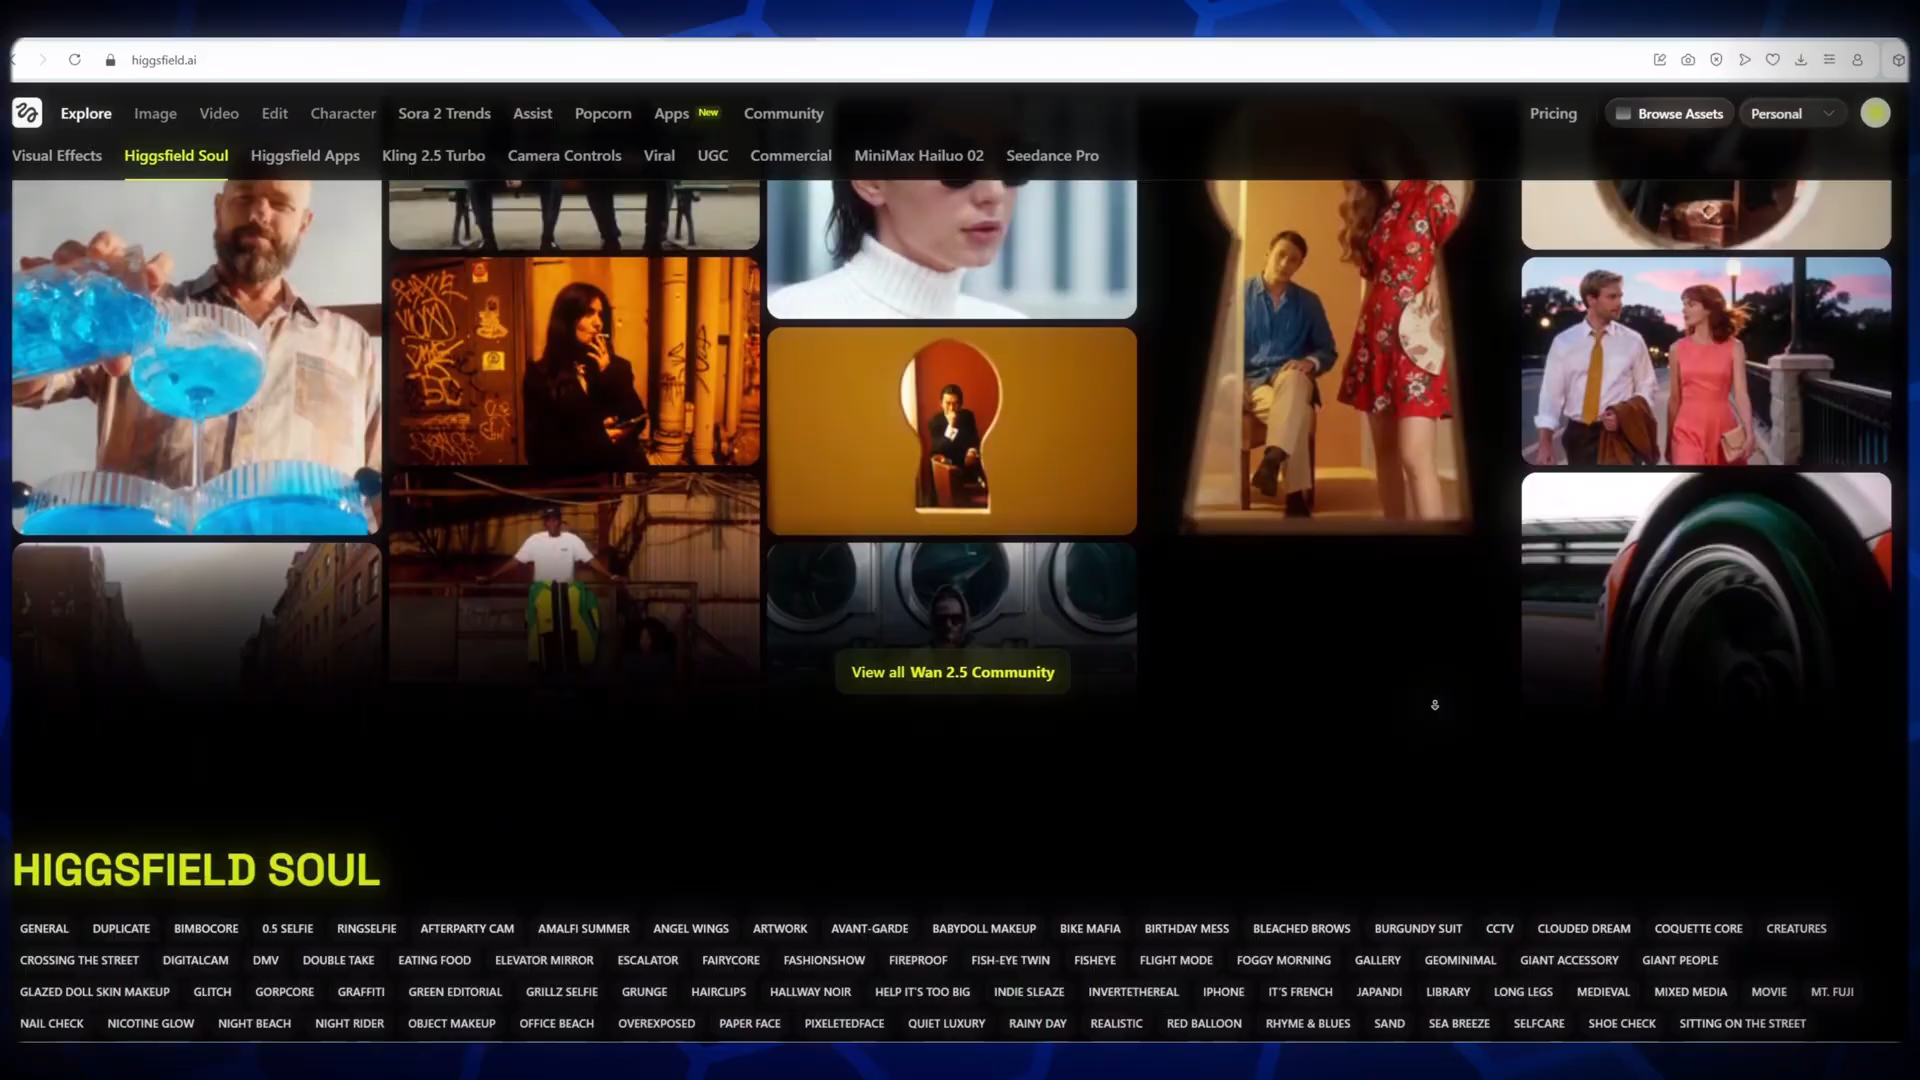 higgsfield.ai
Explore Image Video Edit Character Sora 2 Trends Assist Popcorn Apps New Community Pricing Browse Assets Personal
Visual Effects Higgsfield Soul Higgsfield Apps Kling 2.5 Turbo Camera Controls Viral UGC Commercial MiniMax Hailuo 02 Seedance Pro
View all Wan 2.5 Community
HIGGSFIELD SOUL
GENERAL DUPLICATE BIMBOCORE 0.5 SELFIE RINGSELFIE AFTERPARTY CAM AMALFI SUMMER ANGEL WINGS ARTWORK AVANT-GARDE BABYDOLL MAKEUP BIKE MAFIA BIRTHDAY MESS BLEACHED BROWS BURGUNDY SUIT CCTV CLOUDED DREAM COQUETTE CORE CREATURES
CROSSING THE STREET DIGITALCAM DMV DOUBLE TAKE EATING FOOD ELEVATOR MIRROR ESCALATOR FAIRYCORE FASHIONSHOW FIREPROOF FISH-EYE TWIN FISHEYE FLIGHT MODE FOGGY MORNING GALLERY GEOMINIMAL GIANT ACCESSORY GIANT PEOPLE
GLAZED DOLL SKIN MAKEUP GLITCH GORPCORE GRAFFITI GREEN EDITORIAL GRILLZ SELFIE GRUNGE HAIRCLIPS HALLWAY NOIR HELP IT'S TOO BIG INDIE SLEAZE INVERTETHEREAL IPHONE IT'S FRENCH JAPANDI LIBRARY LONG LEGS MEDIEVAL MIXED MEDIA MOVIE MT. FUJI
NAIL CHECK NICOTINE GLOW NIGHT BEACH NIGHT RIDER OBJECT MAKEUP OFFICE BEACH OVEREXPOSED PAPER FACE PIXELETEDFACE QUIET LUXURY RAINY DAY REALISTIC RED BALLOON RHYME & BLUES SAND SEA BREEZE SELFCARE SHOE CHECK SITTING ON THE STREET